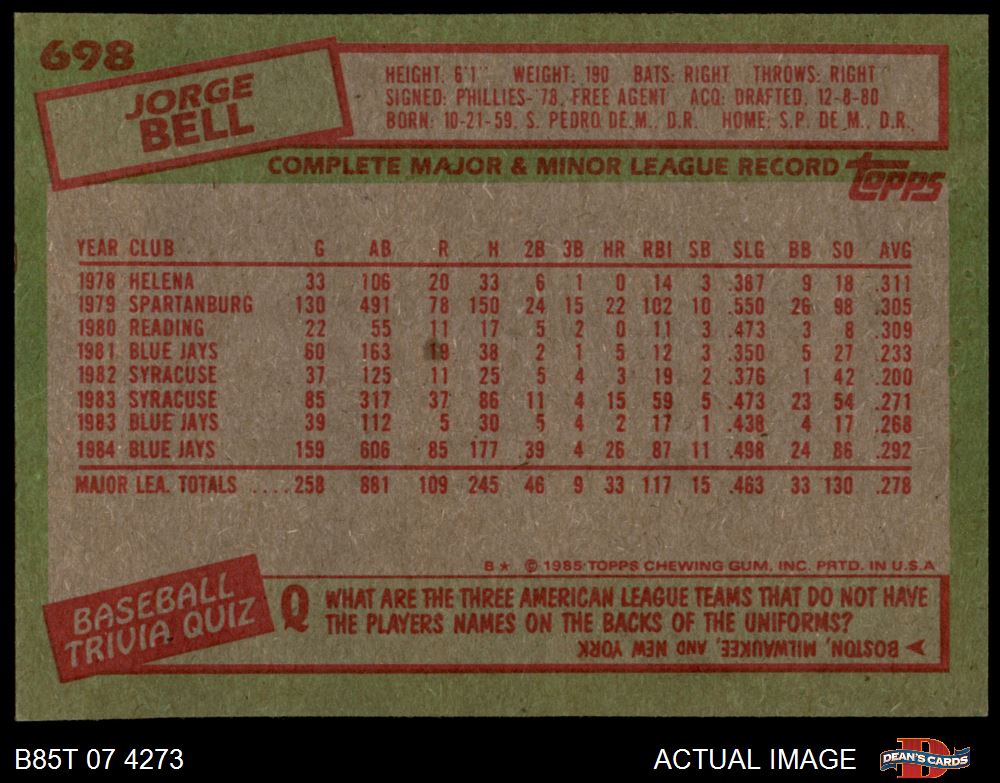 698
JORGE
BELL
HEIGHT: 6'1" WEIGHT: 190 BATS: RIGHT THROWS: RIGHT
SIGNED: PHILLIES-'78, FREE AGENT ACQ: DRAFTED, 12-8-80
BORN: 10-21-59, S. PEDRO DE.M., D.R. HOME: S.P. DE M., D.R.
COMPLETE MAJOR & MINOR LEAGUE RECORD topps
YEAR CLUB G AB R H 2B 3B HR RBI SB SLG BB SO AVG
1978 HELENA 33 106 20 33 6 1 0 14 3 .387 9 18 .311
1979 SPARTANBURG 130 491 78 150 24 15 22 102 10 .550 26 98 .305
1980 READING 22 55 11 17 5 2 0 11 3 .473 3 8 .309
1981 BLUE JAYS 60 163 19 38 2 1 5 12 3 .350 5 27 .233
1982 SYRACUSE 37 125 11 25 5 4 3 19 2 .376 1 42 .200
1983 SYRACUSE 85 317 37 86 11 4 15 59 5 .473 23 54 .271
1983 BLUE JAYS 39 112 5 30 5 4 2 17 1 .438 4 17 .268
1984 BLUE JAYS 159 606 85 177 39 4 26 87 11 .498 24 86 .292
MAJOR LEA. TOTALS ....258 881 109 245 46 9 33 117 15 .463 33 130 .278
B★ © 1985 TOPPS CHEWING GUM, INC. PRTD. IN U.S.A
BASEBALL
TRIVIA QUIZ
Q WHAT ARE THE THREE AMERICAN LEAGUE TEAMS THAT DO NOT HAVE
THE PLAYERS NAMES ON THE BACKS OF THE UNIFORMS?
BOSTON, MILWAUKEE, AND NEW YORK
B85T 07 4273
ACTUAL IMAGE
D
DEAN'S CARDS